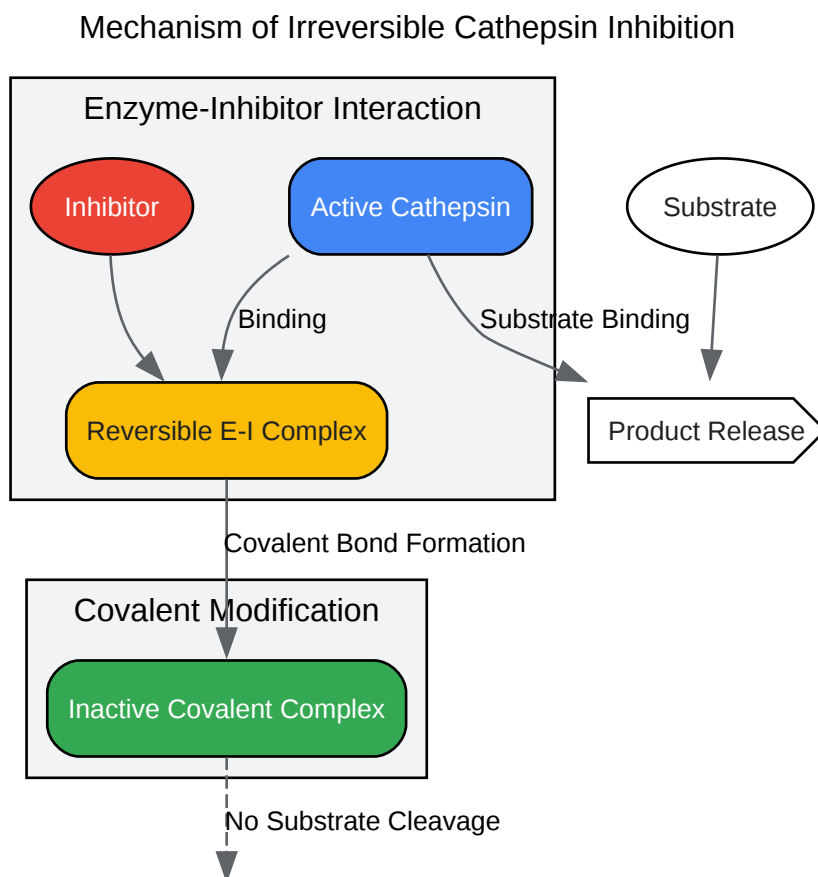 Mechanism of Irreversible Cathepsin Inhibition
Enzyme-Inhibitor Interaction
Inhibitor
Active Cathepsin
Substrate
Binding
Substrate Binding
Reversible E-I Complex
Product Release
Covalent Bond Formation
Covalent Modification
Inactive Covalent Complex
No Substrate Cleavage